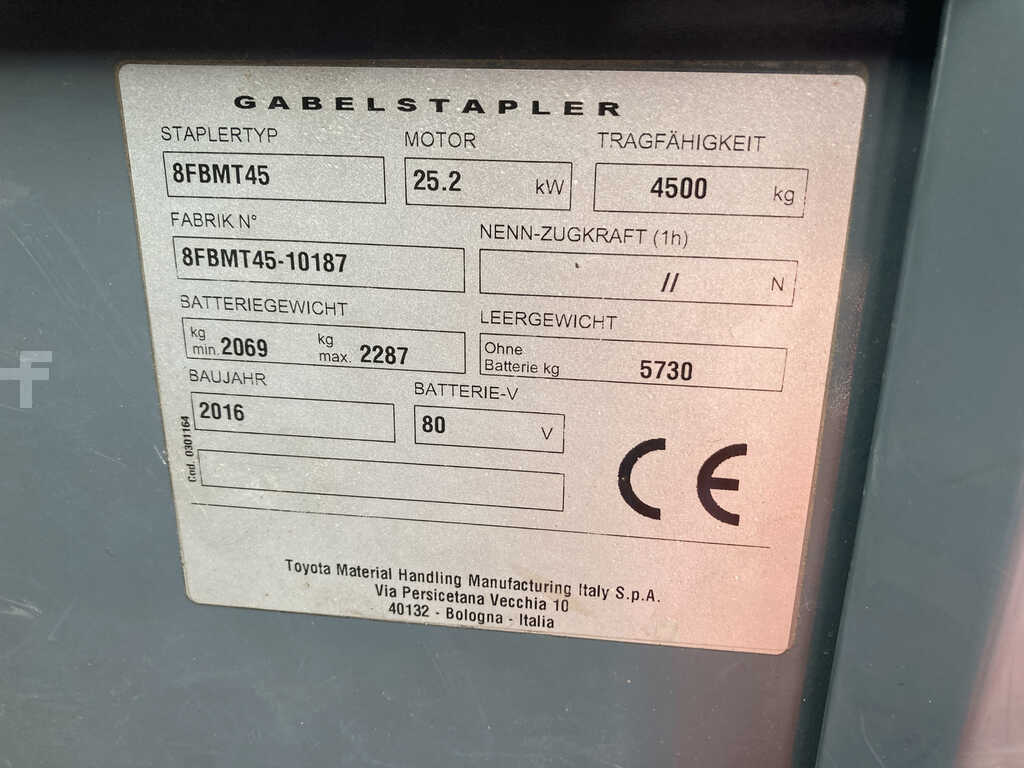 GABELSTAPLER
STAPLERTYP MOTOR TRAGFÄHIGKEIT
8FBMT45 25.2 kW 4500 kg
FABRIK N° NENN-ZUGKRAFT (1h)
8FBMT45-10187 // N
BATTERIEGEWICHT LEERGEWICHT
kg min. 2069 kg max. 2287 Ohne Batterie kg 5730
BAUJAHR BATTERIE-V
2016 80 V
Cod. 0301164
CE
Toyota Material Handling Manufacturing Italy S.p.A.
Via Persicetana Vecchia 10
40132 - Bologna - Italia